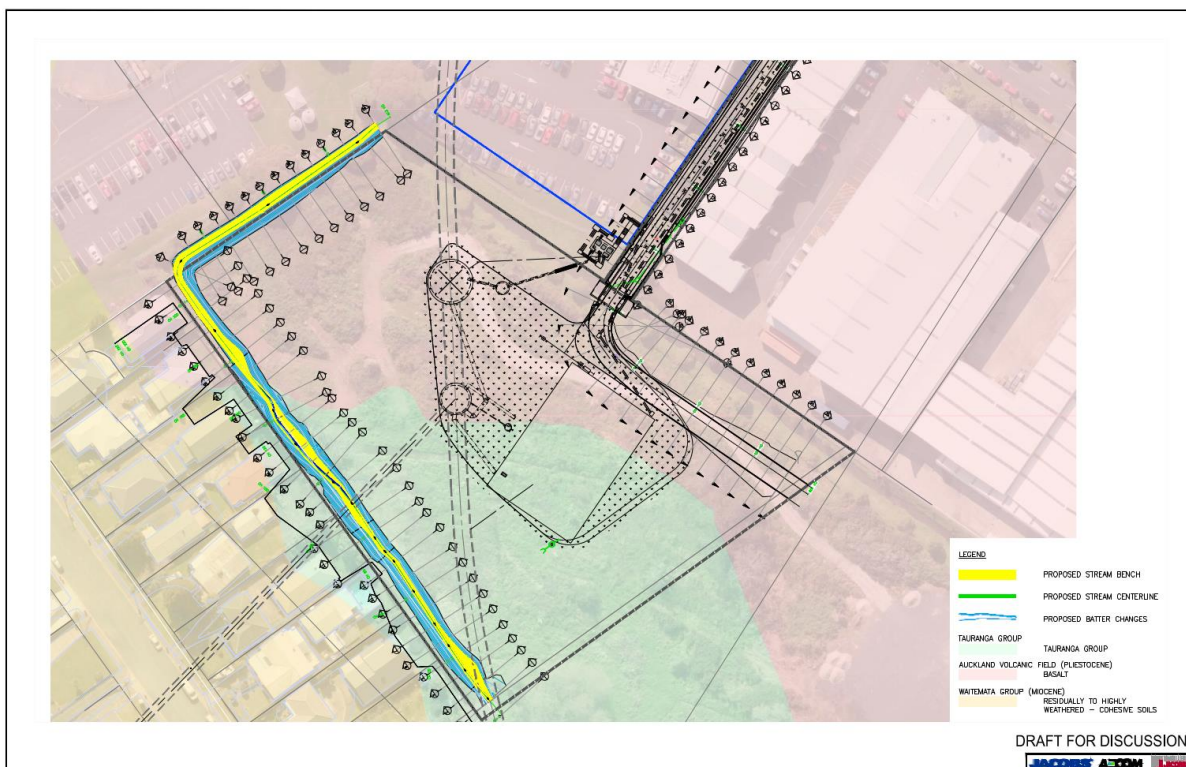 LEGEND
PROPOSED STREAM BENCH
PROPOSED STREAM CENTERLINE
PROPOSED BATTER CHANGES
TAURANGA GROUP
TAURANGA GROUP
AUCKLAND VOLCANIC FIELD (PLIESTOCENE)
BASALT
WAITEMATA GROUP (MIOCENE)
RESIDUALLY TO HIGHLY
WEATHERED - COHESIVE SOILS
DRAFT FOR DISCUSSION
JACOBS AECOM